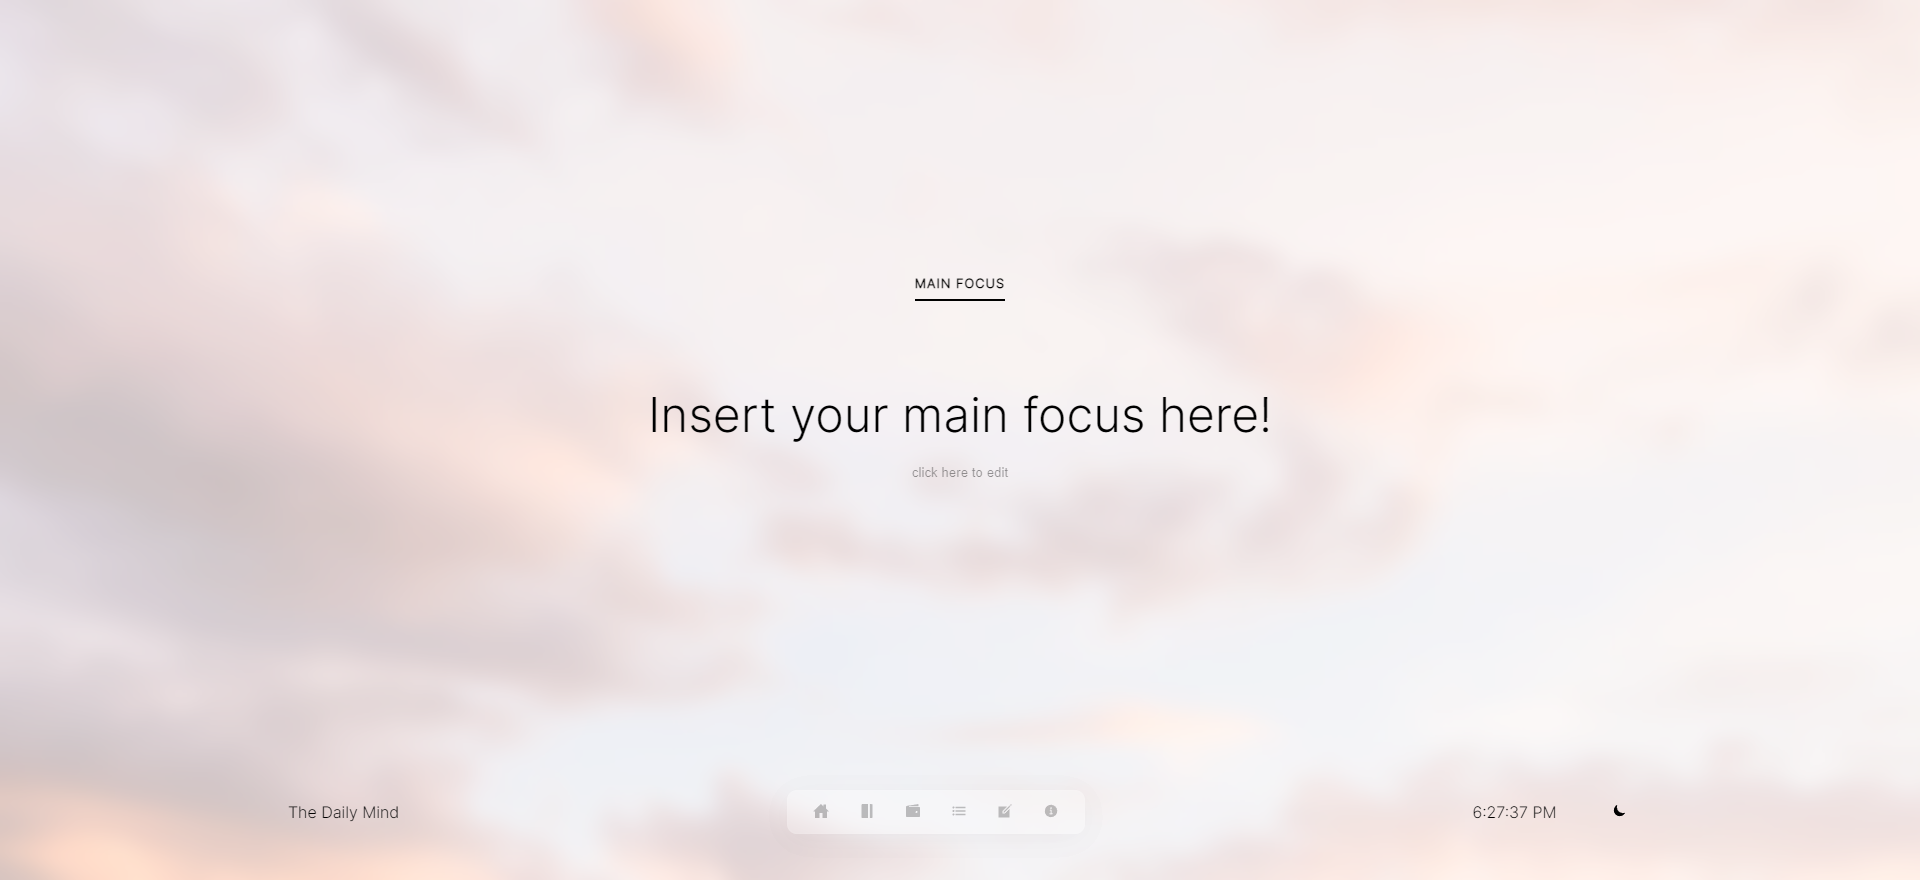 MAIN FOCUS
Insert your main focus here!
click here to edit
The Daily Mind
6:27:37 PM